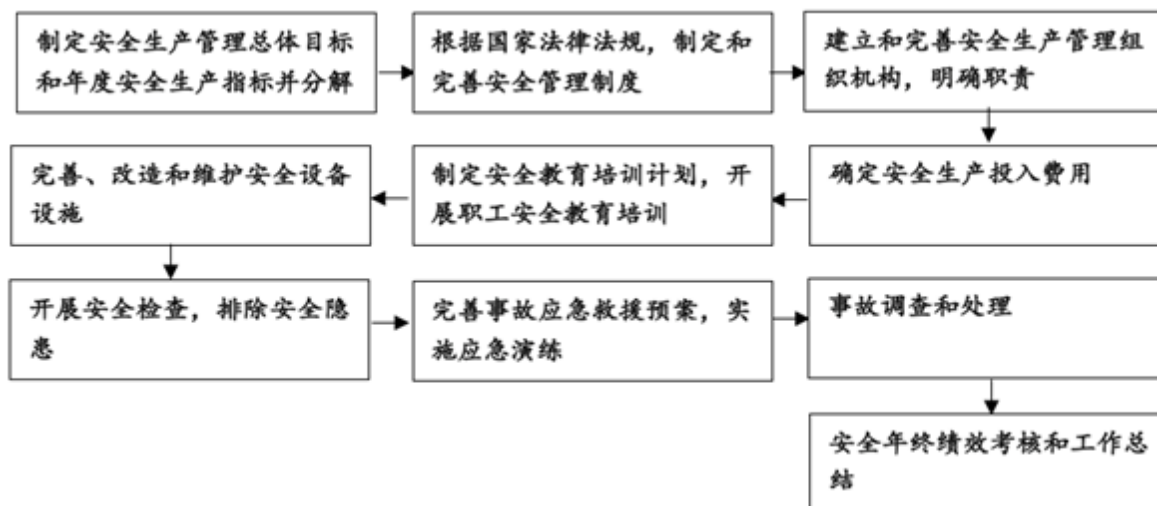 制定安全生产管理总体目标
和年度安全生产指标并分解
根据国家法律法规，制定和
完善安全管理制度
建立和完善安全生产管理组
织机构，明确职责
完善、改造和维护安全设备
设施
制定安全教育培训计划，开
展职工安全教育培训
确定安全生产投入费用
开展安全检查，排除安全隐
患
完善事故应急救援预案，实
施应急演练
事故调查和处理
安全年终绩效考核和工作总
结